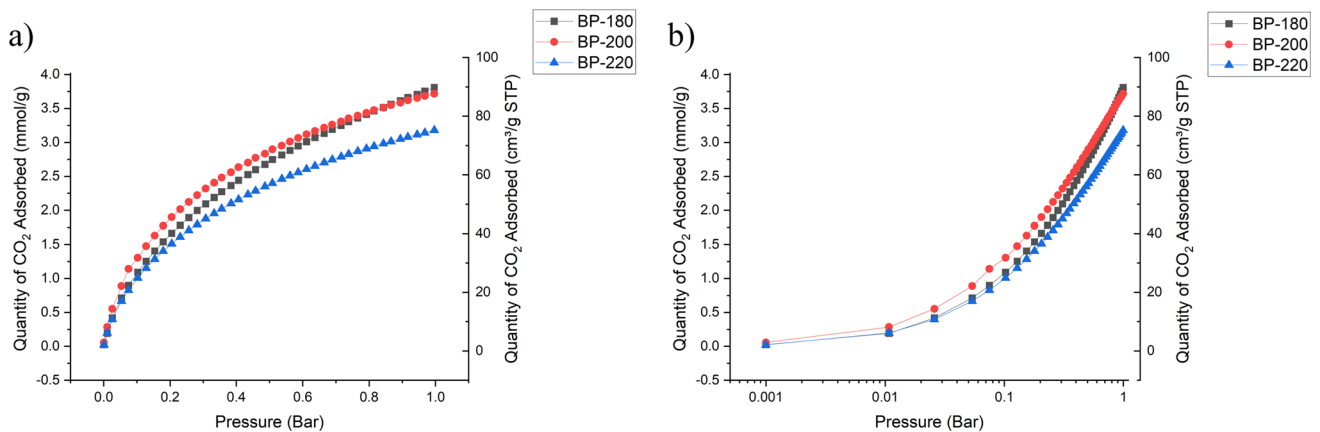 a)
BP-180
BP-200
BP-220
Quantity of CO₂ Adsorbed (mmol/g)
4.0
3.5
3.0
2.5
2.0
1.5
1.0
0.5
0.0
-0.5
0.0 0.2 0.4 0.6 0.8 1.0
Pressure (Bar)
100
80
60
40
20
0
Quantity of CO₂ Adsorbed (cm³/g STP)
b)
BP-180
BP-200
BP-220
Quantity of CO₂ Adsorbed (mmol/g)
4.0
3.5
3.0
2.5
2.0
1.5
1.0
0.5
0.0
-0.5
0.001 0.01 0.1 1
Pressure (Bar)
100
80
60
40
20
0
Quantity of CO₂ Adsorbed (cm³/g STP)